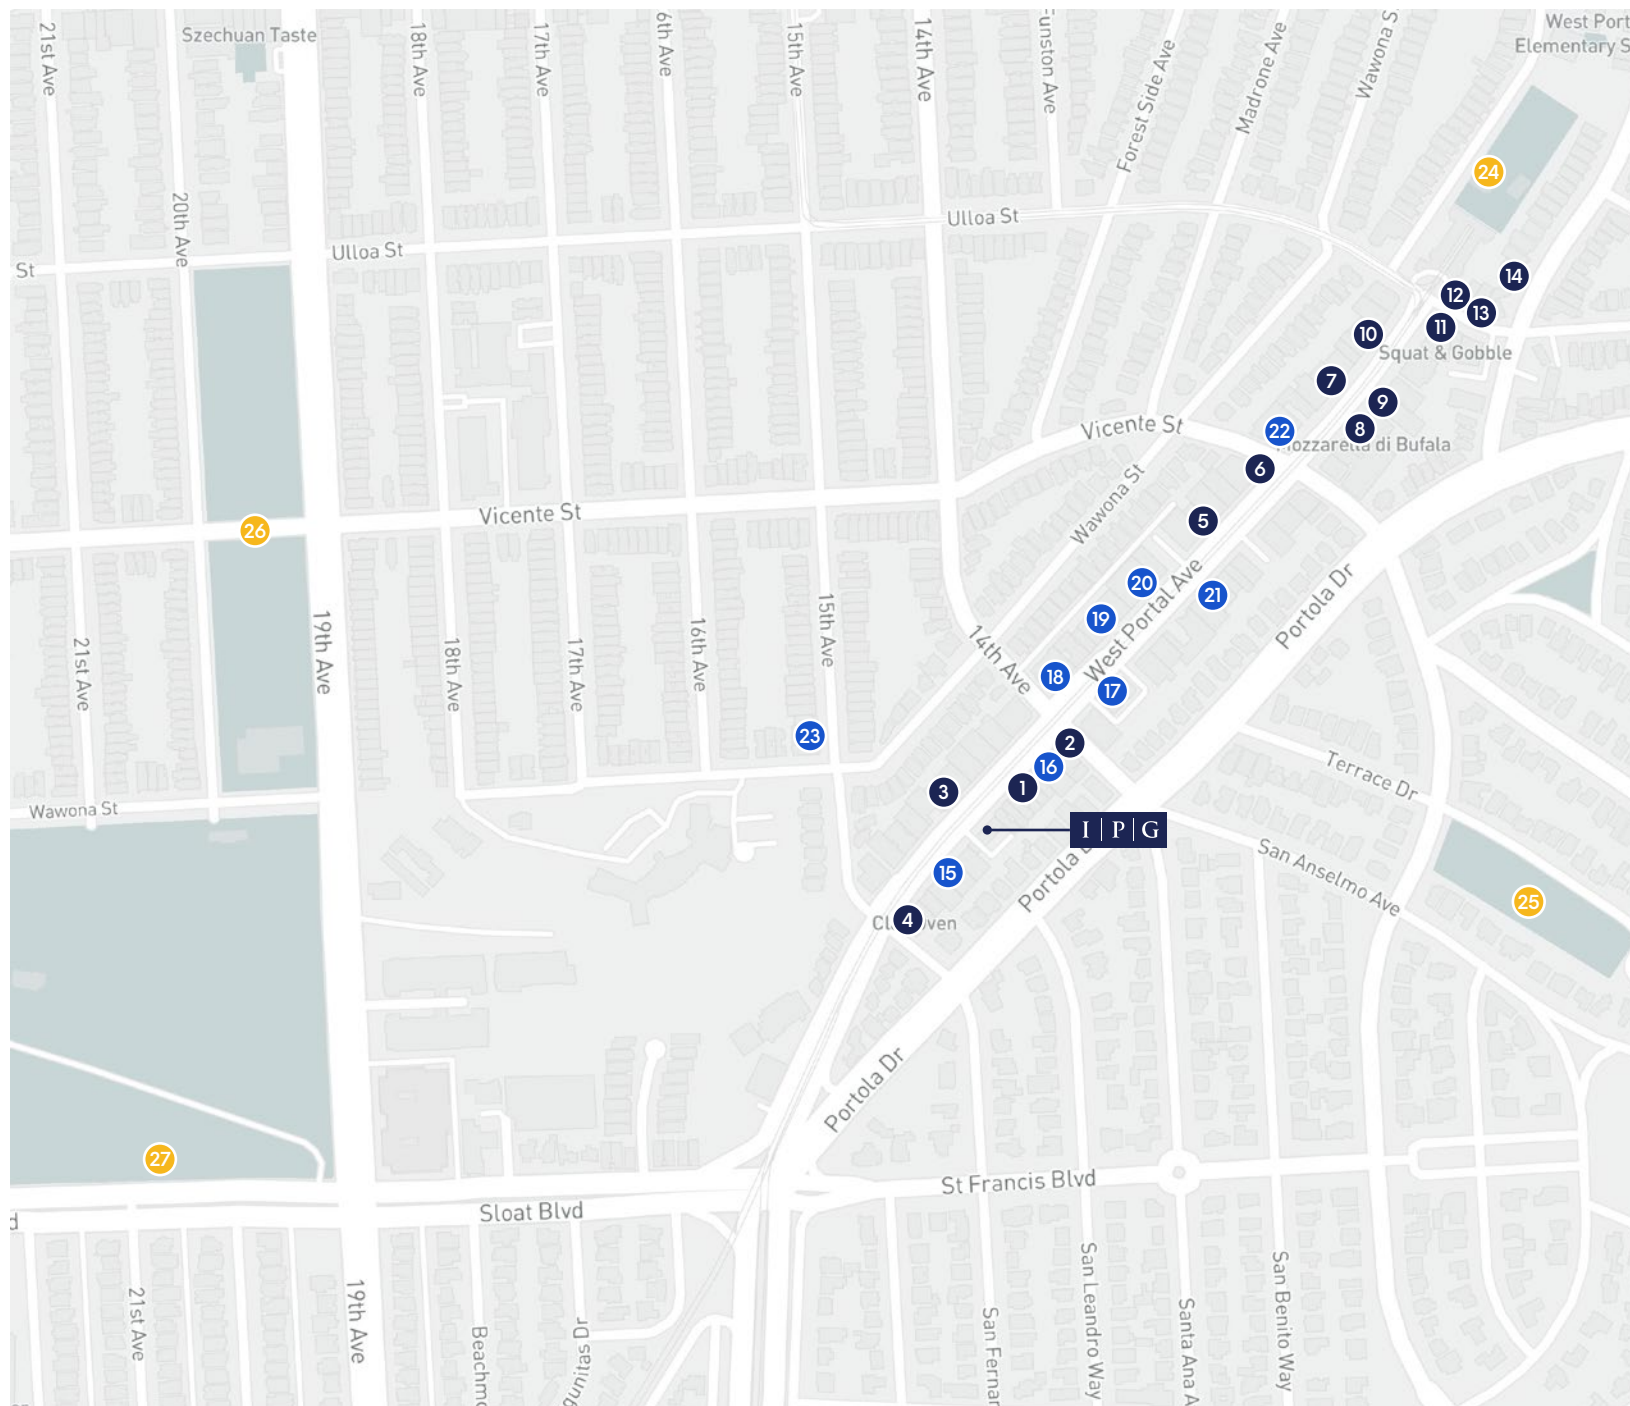 21st Ave
Szechuan Taste
18th Ave
17th Ave
6th Ave
15th Ave
14th Ave
Funston Ave
Forest Side Ave
Madrone Ave
Wawona S
West Port
Elementary S
24
20th Ave
Ulloa St
Ulloa St
St
14
12
13
11
10
Squat & Gobble
7
9
8
22
Mozzarella di Bufala
6
Vicente St
Vicente St
Wawona St
5
26
20
21
19
West Portal Ave
Portola Dr
19th Ave
15th Ave
21st Ave
18th Ave
17th Ave
16th Ave
14th Ave
18
17
23
2
16
1
3
Terrace Dr
Wawona St
I P G
Portola
San Anselmo Ave
15
25
4
ven
Portola Dr
27
St Francis Blvd
Sloat Blvd
d
21st Ave
19th Ave
Beachm
Dr
San Fernar
San Leandro Way
Santa Ana A
San Benito Way